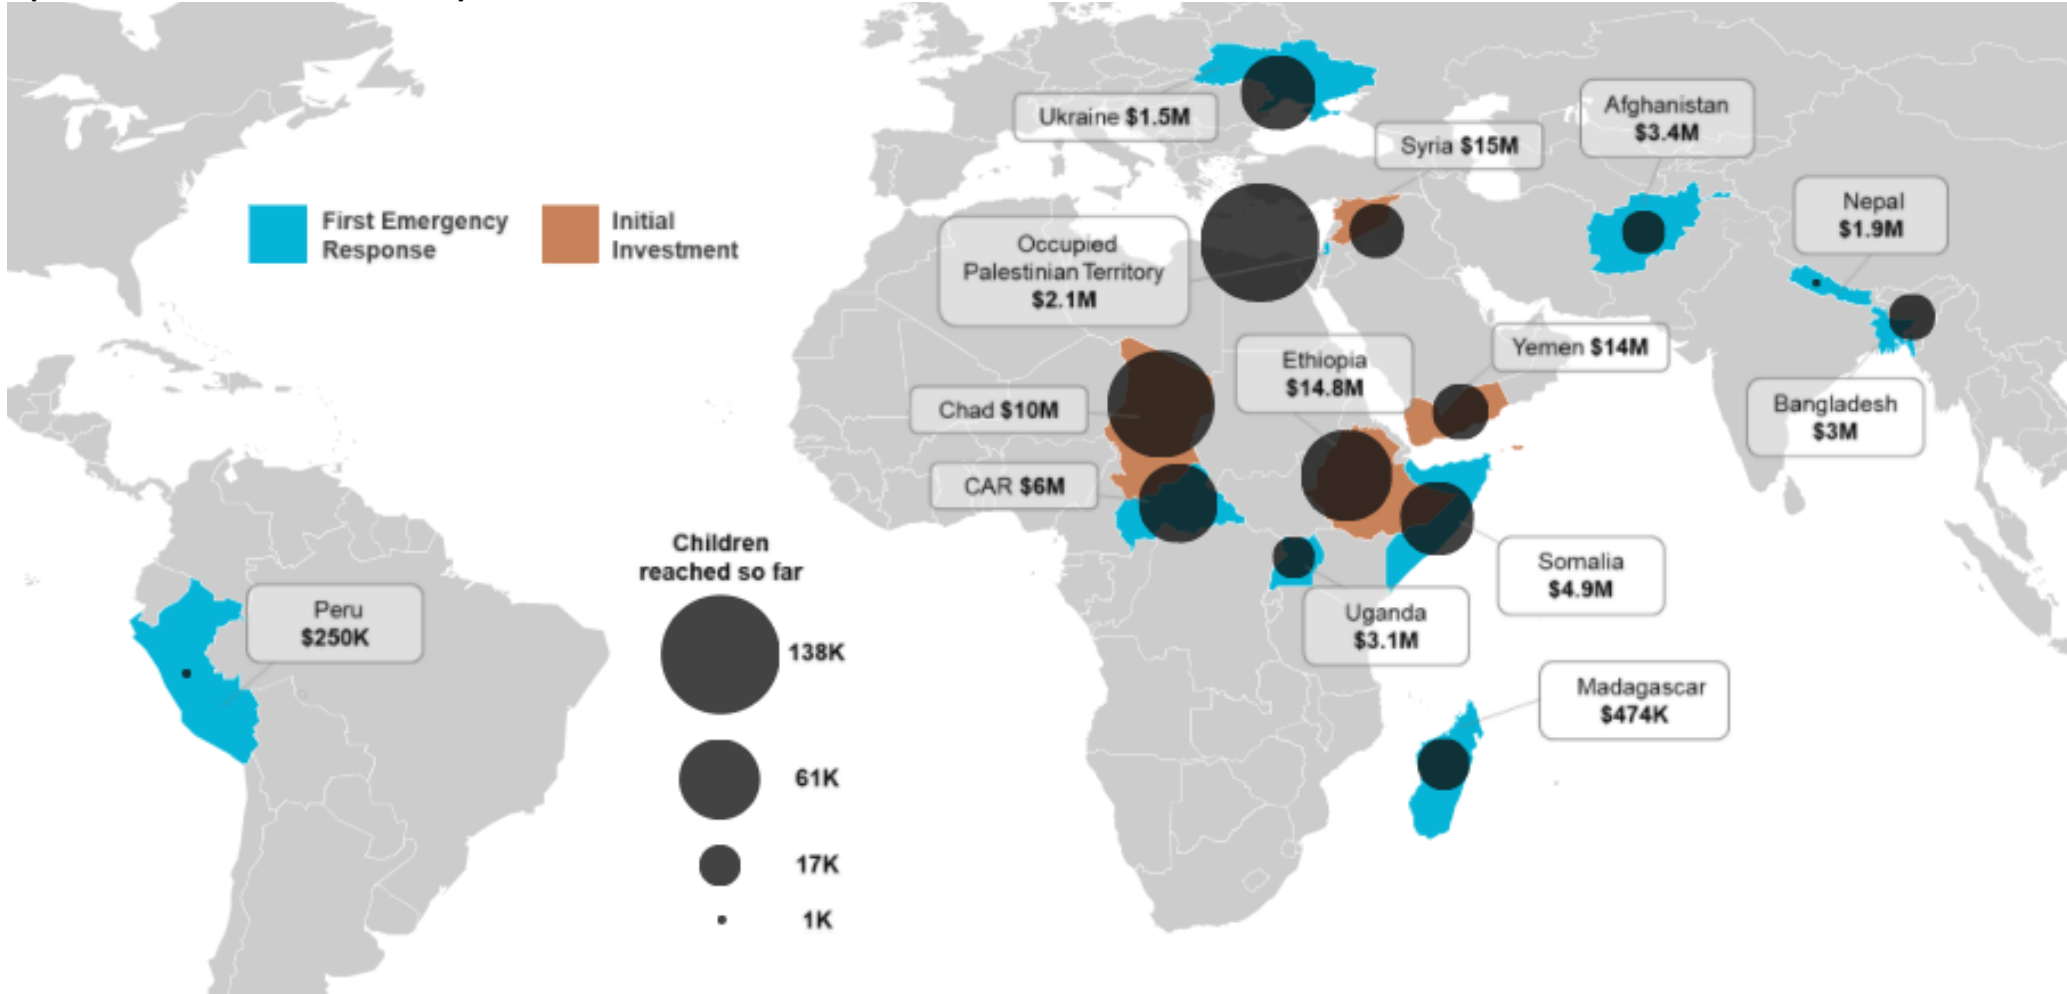 Ukraine $1.5M
Afghanistan
$3.4M
Syria $15M
Nepal
$1.9M
First Emergency
Response
Initial
Investment
Occupied
Palestinian Territory
$2.1M
Ethiopia
$14.8M
Yemen $14M
Chad $10M
Bangladesh
$3M
CAR $6M
Children
reached so far
Somalia
$4.9M
Peru
$250K
Uganda
$3.1M
138K
Madagascar
$474K
61K
17K
1K